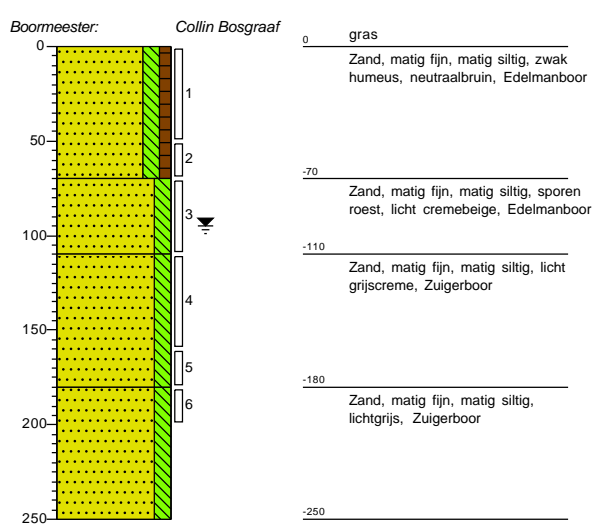 Boormeester: Collin Bosgraaf
0
50
100
150
200
250
1
2
3
4
5
6
0 gras
Zand, matig fijn, matig siltig, zwak
humeus, neutraalbruin, Edelmanboor
-70
Zand, matig fijn, matig siltig, sporen
roest, licht cremebeige, Edelmanboor
-110
Zand, matig fijn, matig siltig, licht
grijscreme, Zuigerboor
-180
Zand, matig fijn, matig siltig,
lichtgrijs, Zuigerboor
-250